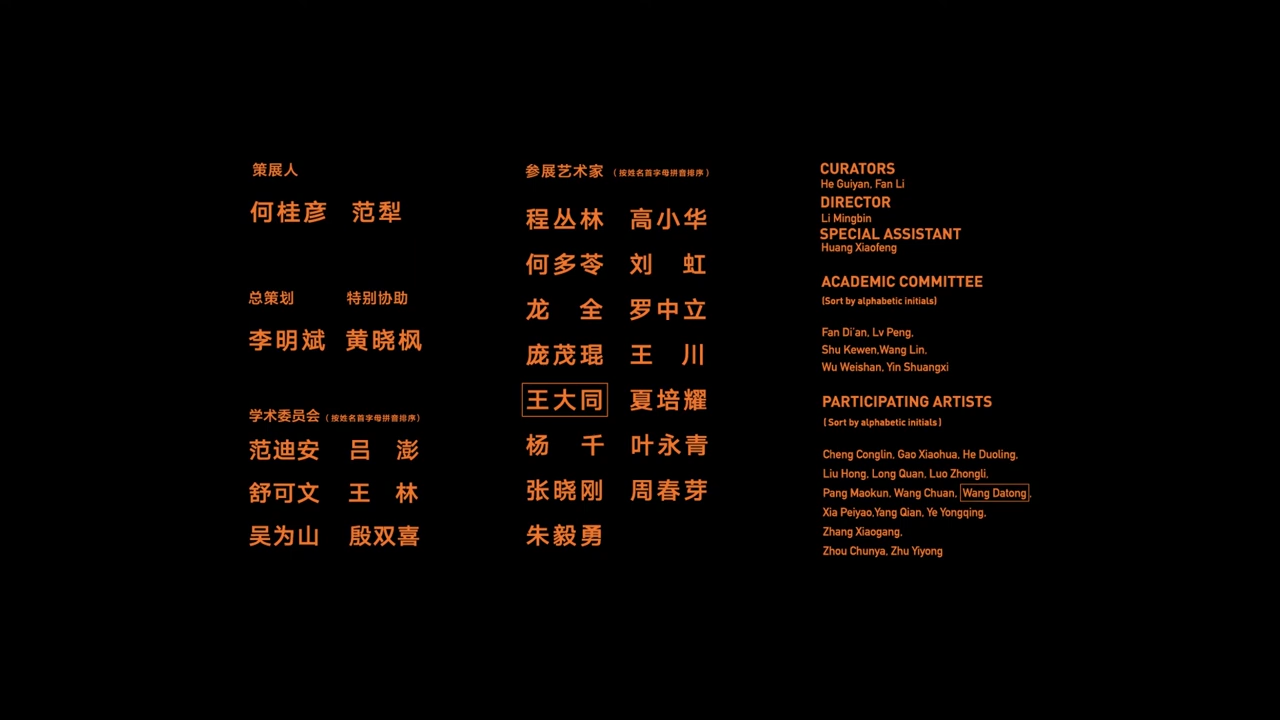 策展人
何桂彦 范犁
总策划 特别协助
李明斌 黄晓枫
学术委员会 (按姓名首字母拼音排序)
范迪安 吕 澎
舒可文 王 林
吴为山 殷双喜
参展艺术家 (按姓名首字母拼音排序)
程丛林 高小华
何多苓 刘 虹
龙 全 罗中立
庞茂琨 王 川
王大同 夏培耀
杨 千 叶永青
张晓刚 周春芽
朱毅勇
CURATORS
He Guiyan, Fan Li
DIRECTOR
Li Mingbin
SPECIAL ASSISTANT
Huang Xiaofeng
ACADEMIC COMMITTEE
(Sort by alphabetic initials)
Fan Di'an, Lv Peng,
Shu Kewen,Wang Lin,
Wu Weishan, Yin Shuangxi
PARTICIPATING ARTISTS
( Sort by alphabetic initials )
Cheng Conglin, Gao Xiaohua, He Duoling,
Liu Hong, Long Quan, Luo Zhongli,
Pang Maokun, Wang Chuan, Wang Datong,
Xia Peiyao,Yang Qian, Ye Yongqing,
Zhang Xiaogang,
Zhou Chunya, Zhu Yiyong